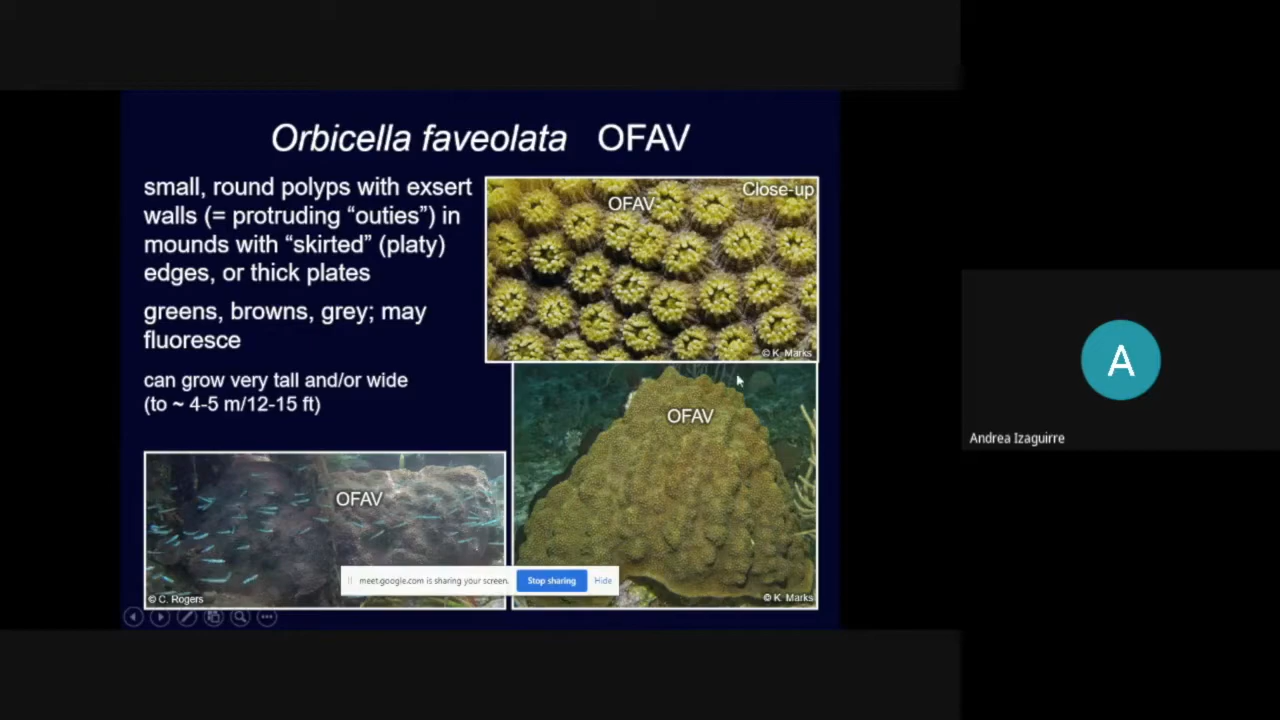 Orbicella faveolata OFAV
small, round polyps with exsert
walls (= protruding “outies”) in
mounds with “skirted” (platy)
edges, or thick plates
greens, browns, grey; may
fluoresce
can grow very tall and/or wide
(to ~ 4-5 m/12-15 ft)
Close-up
OFAV
© K. Marks
OFAV
© K. Marks
OFAV
© C. Rogers
meet.google.com is sharing your screen.
Stop sharing
Hide
A
Andrea Izaguirre